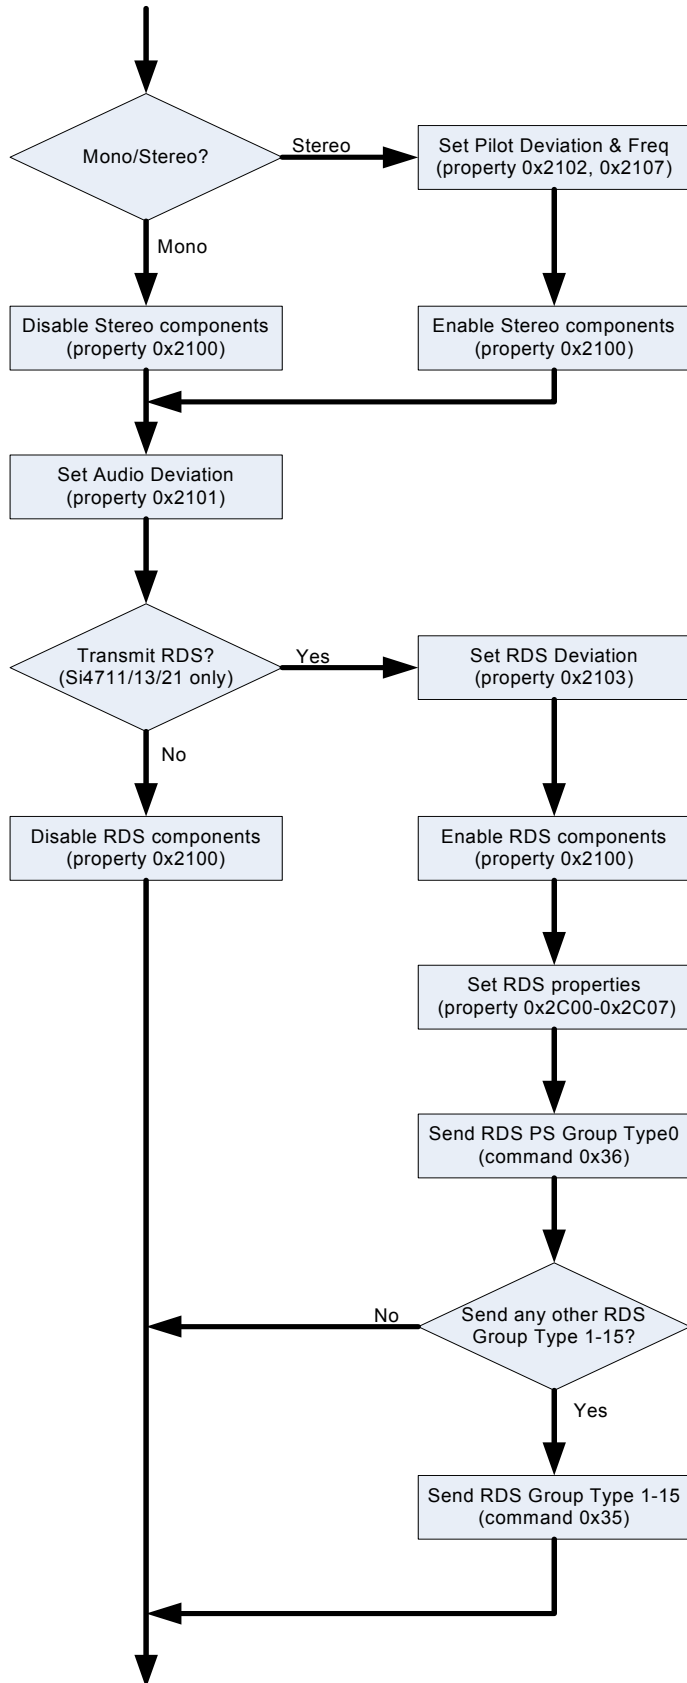 Mono/Stereo?
Stereo
Set Pilot Deviation & Freq
(property 0x2102, 0x2107)
Mono
Disable Stereo components
(property 0x2100)
Enable Stereo components
(property 0x2100)
Set Audio Deviation
(property 0x2101)
Transmit RDS?
(Si4711/13/21 only)
Yes
Set RDS Deviation
(property 0x2103)
No
Disable RDS components
(property 0x2100)
Enable RDS components
(property 0x2100)
Set RDS properties
(property 0x2C00-0x2C07)
Send RDS PS Group Type0
(command 0x36)
No
Send any other RDS
Group Type 1-15?
Yes
Send RDS Group Type 1-15
(command 0x35)